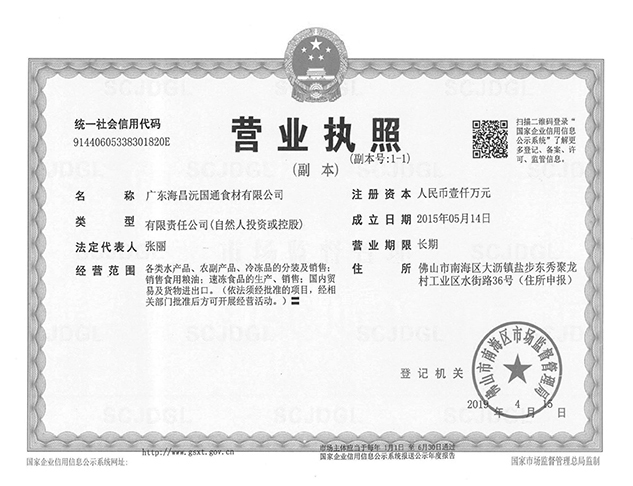 统一社会信用代码
91440605338301820E
营业执照
(副 本)
(副本号:1-1)
扫描二维码登录“
国家企业信用信息
公示系统”了解更
多登记、备案、许
可、监管信息。
名 称 广东海昌沅国通食材有限公司
类 型 有限责任公司(自然人投资或控股)
法定代表人 张丽
经营范围 各类水产品、农副产品、冷冻品的分装及销售;
销售食用粮油;速冻食品的生产、销售;国内贸
易及货物进出口。(依法须经批准的项目,经相
关部门批准后方可开展经营活动。)〓
注册资本 人民币壹仟万元
成立日期 2015年05月14日
营业期限 长期
住 所 佛山市南海区大沥镇盐步东秀聚龙
村工业区水街路36号(住所申报)
登记机关
佛山市南海区市场监督管理局
2019 年 4 月 15 日
http://www.gsxt.gov.cn
国家企业信用信息公示系统网址:
市场主体应当于每年 1月1日 至 6月30日通过
国家企业信用信息公示系统报送公示年度报告
国家市场监督管理总局监制
SCJDGL